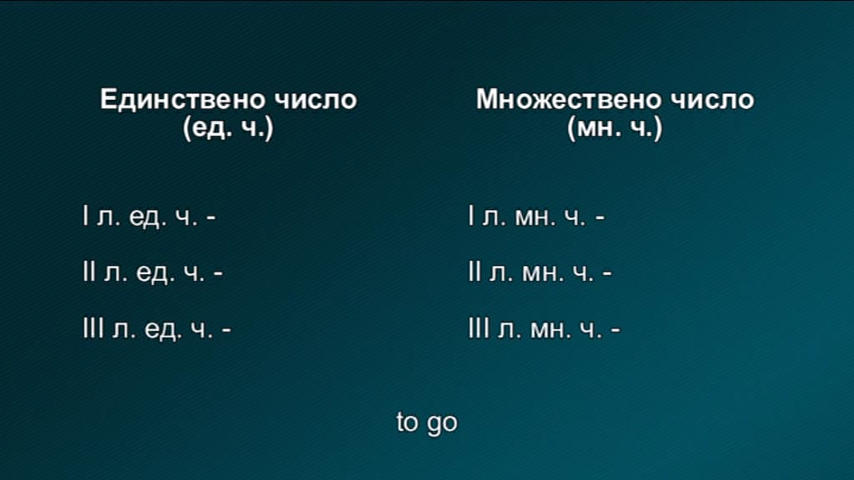 Единствено число
(ед. ч.)
I л. ед. ч. -
II л. ед. ч. -
III л. ед. ч. -
Множествено число
(мн. ч.)
I л. мн. ч. -
II л. мн. ч. -
III л. мн. ч. -
to go